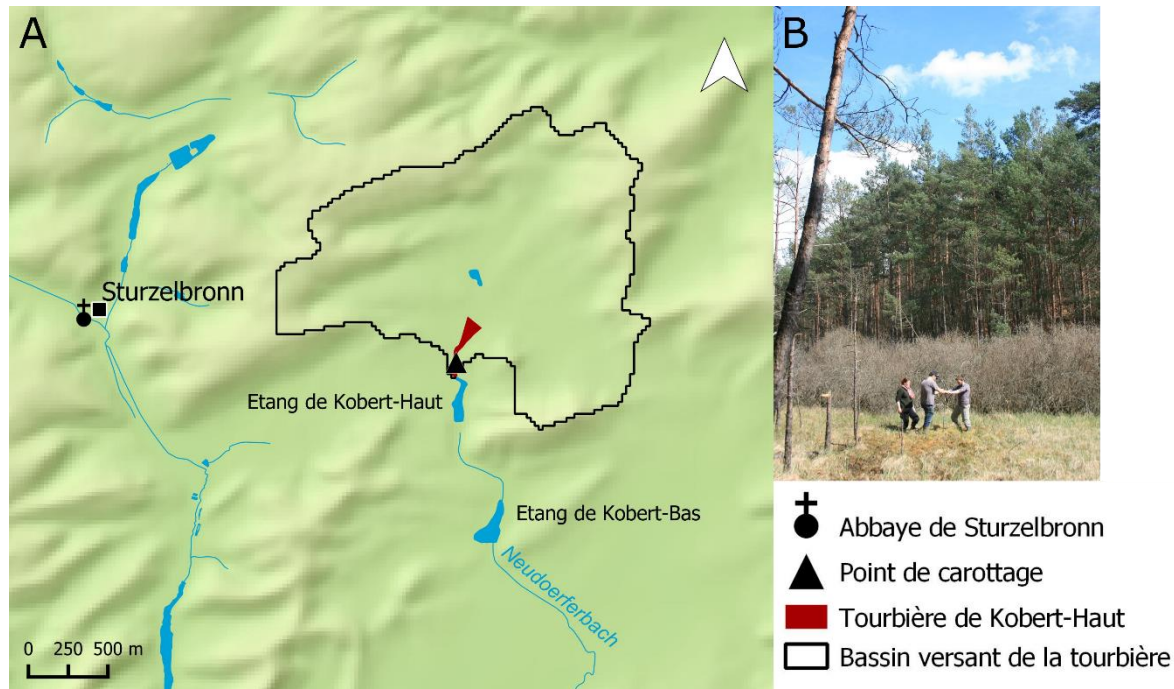 A
B
Sturzelbronn
Etang de Kobert-Haut
Etang de Kobert-Bas
Neudoerferbach
0 250 500 m
Abbaye de Sturzelbronn
Point de carottage
Tourbière de Kobert-Haut
Bassin versant de la tourbière